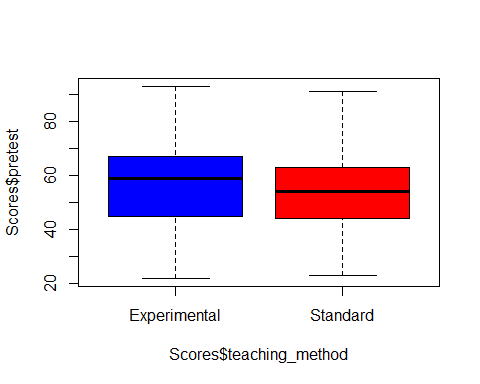 Scores$pretest
80
60
40
20
Experimental Standard
Scores$teaching_method